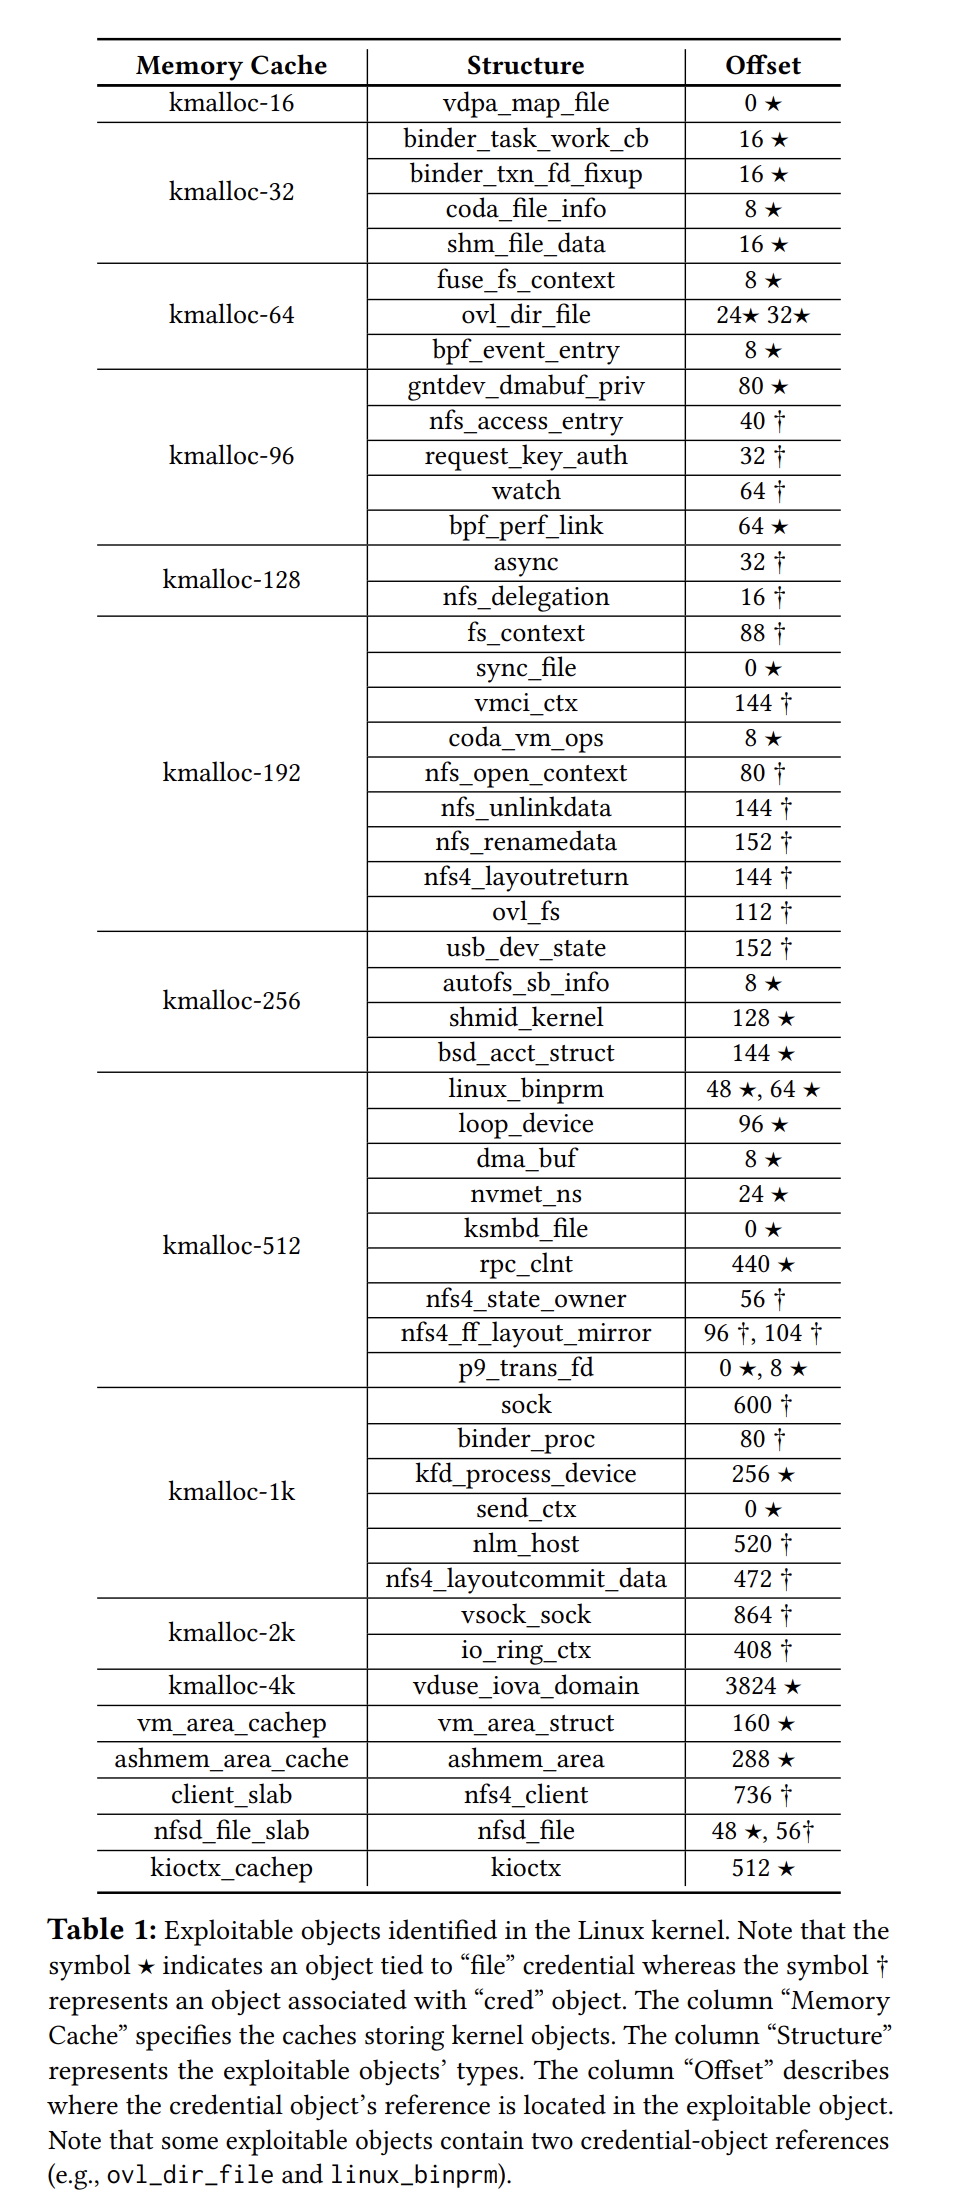 Memory Cache Structure Offset
kmalloc-16 vdpa_map_file 0 ★
kmalloc-32 binder_task_work_cb 16 ★
binder_txn_fd_fixup 16 ★
coda_file_info 8 ★
shm_file_data 16 ★
kmalloc-64 fuse_fs_context 8 ★
ovl_dir_file 24★ 32★
bpf_event_entry 8 ★
kmalloc-96 gntdev_dmabuf_priv 80 ★
nfs_access_entry 40 †
request_key_auth 32 †
watch 64 †
bpf_perf_link 64 ★
kmalloc-128 async 32 †
nfs_delegation 16 †
kmalloc-192 fs_context 88 †
sync_file 0 ★
vmci_ctx 144 †
coda_vm_ops 8 ★
nfs_open_context 80 †
nfs_unlinkdata 144 †
nfs_renamedata 152 †
nfs4_layoutreturn 144 †
ovl_fs 112 †
kmalloc-256 usb_dev_state 152 †
autofs_sb_info 8 ★
shmid_kernel 128 ★
bsd_acct_struct 144 ★
kmalloc-512 linux_binprm 48 ★, 64 ★
loop_device 96 ★
dma_buf 8 ★
nvmet_ns 24 ★
ksmbd_file 0 ★
rpc_clnt 440 ★
nfs4_state_owner 56 †
nfs4_ff_layout_mirror 96 †, 104 †
p9_trans_fd 0 ★, 8 ★
kmalloc-1k sock 600 †
binder_proc 80 †
kfd_process_device 256 ★
send_ctx 0 ★
nlm_host 520 †
nfs4_layoutcommit_data 472 †
kmalloc-2k vsock_sock 864 †
io_ring_ctx 408 †
kmalloc-4k vduse_iova_domain 3824 ★
vm_area_cachep vm_area_struct 160 ★
ashmem_area_cache ashmem_area 288 ★
client_slab nfs4_client 736 †
nfsd_file_slab nfsd_file 48 ★, 56†
kioctx_cachep kioctx 512 ★
Table 1: Exploitable objects identified in the Linux kernel. Note that the
symbol ★ indicates an object tied to “file” credential whereas the symbol †
represents an object associated with “cred” object. The column “Memory
Cache” specifies the caches storing kernel objects. The column “Structure”
represents the exploitable objects’ types. The column “Offset” describes
where the credential object’s reference is located in the exploitable object.
Note that some exploitable objects contain two credential-object references
(e.g., ovl_dir_file and linux_binprm).